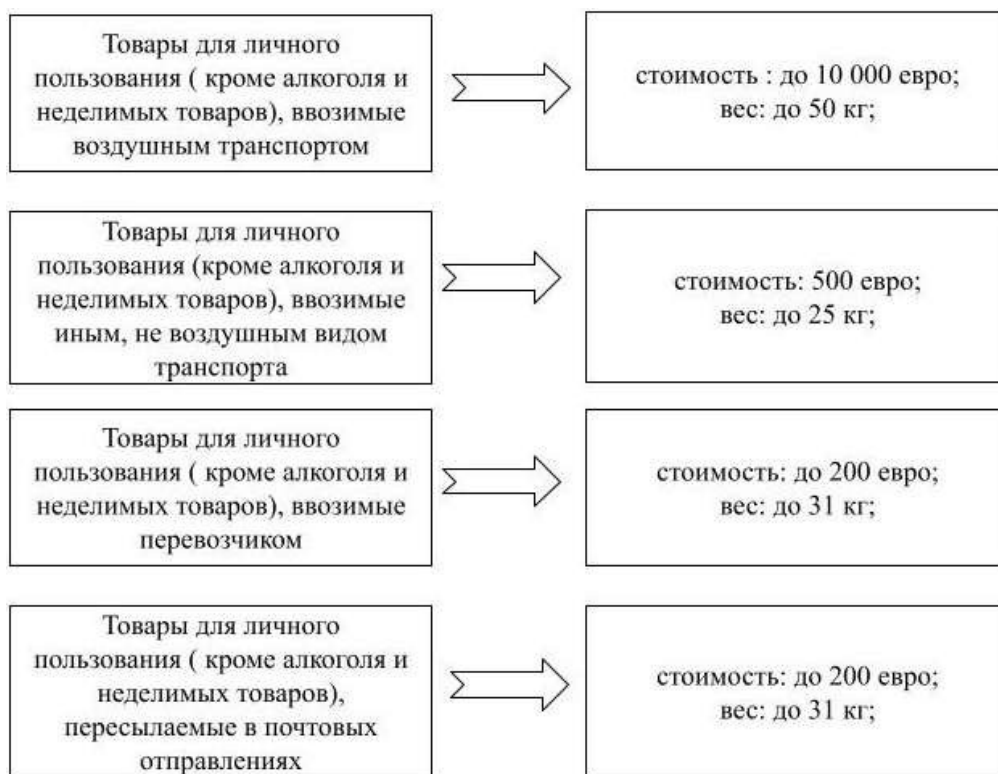 Товары для личного
пользования ( кроме алкоголя и
неделимых товаров), ввозимые
воздушным транспортом
стоимость : до 10 000 евро;
вес: до 50 кг;
Товары для личного
пользования (кроме алкоголя и
неделимых товаров), ввозимые
иным, не воздушным видом
транспорта
стоимость: 500 евро;
вес: до 25 кг;
Товары для личного
пользования ( кроме алкоголя и
неделимых товаров), ввозимые
перевозчиком
стоимость: до 200 евро;
вес: до 31 кг;
Товары для личного
пользования ( кроме алкоголя и
неделимых товаров),
пересылаемые в почтовых
отправлениях
стоимость: до 200 евро;
вес: до 31 кг;